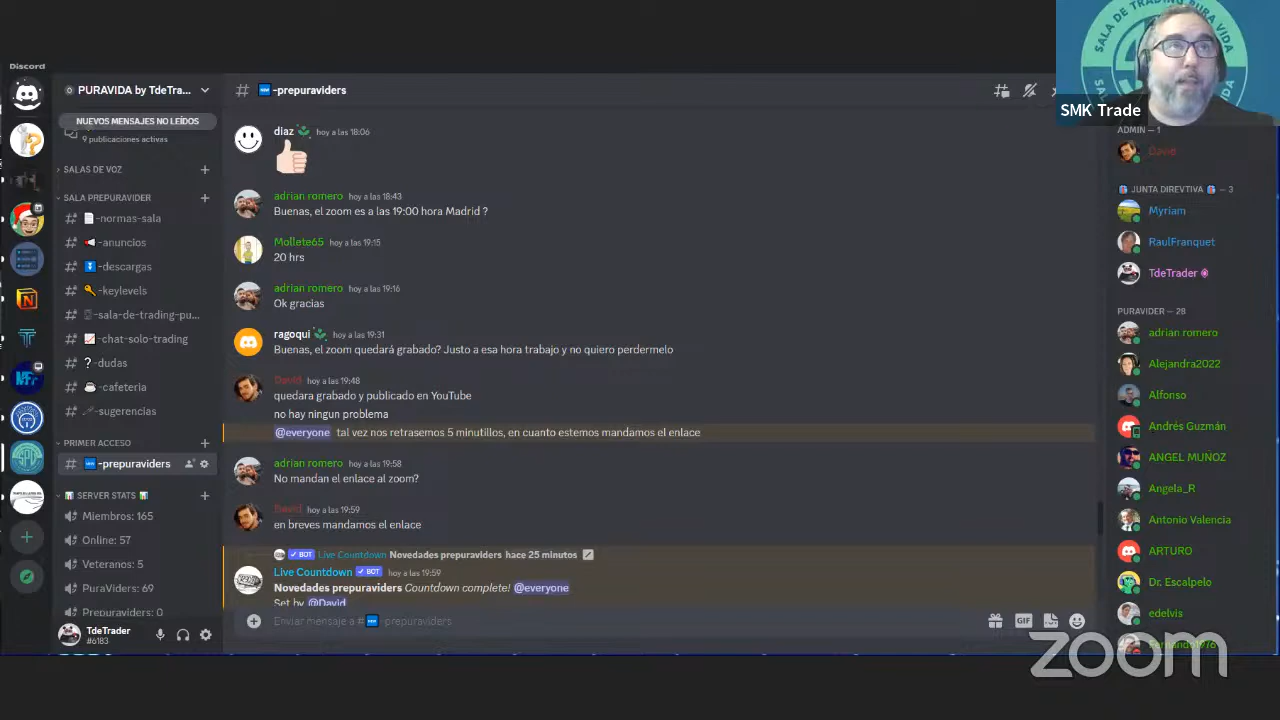 Discord
PURAVIDA by TdeTra...
NUEVOS MENSAJES NO LEÍDOS
9 publicaciones activas
SALAS DE VOZ
SALA PREPURAVIDER
-normas-sala
-anuncios
-descargas
-keylevels
-sala-de-trading-pu...
-chat-solo-trading
-dudas
-cafeteria
-sugerencias
PRIMER ACCESO
-prepuraviders
SERVER STATS
Miembros: 165
Online: 57
Veteranos: 5
PuraViders: 69
Prepuraviders: 0
TdeTrader
#6183
-prepuraviders
diaz hoy a las 18:06
adrian romero hoy a las 18:43
Buenas, el zoom es a las 19:00 hora Madrid ?
Mollete65 hoy a las 19:15
20 hrs
adrian romero hoy a las 19:16
Ok gracias
ragoqui hoy a las 19:31
Buenas, el zoom quedará grabado? Justo a esa hora trabajo y no quiero perdermelo
David hoy a las 19:48
quedara grabado y publicado en YouTube
no hay ningun problema
@everyone tal vez nos retrasemos 5 minutillos, en cuanto estemos mandamos el enlace
adrian romero hoy a las 19:58
No mandan el enlace al zoom?
David hoy a las 19:59
en breves mandamos el enlace
BOT Live Countdown Novedades prepuraviders hace 25 minutos
Live Countdown BOT hoy a las 19:59
Novedades prepuraviders Countdown complete! @everyone
Set by @David
Enviar mensaje a # -prepuraviders
GIF
SALA DE TRADING PURA VIDA
SMK Trade
ADMIN — 1
David
JUNTA DIREVTIVA — 3
Myriam
RaulFranquet
TdeTrader
PURAVIDER — 28
adrian romero
Alejandra2022
Alfonso
Andrés Guzmán
ANGEL MUÑOZ
Angela_R
Antonio Valencia
ARTURO
Dr. Escalpelo
edelvis
Fernando1976
zoom